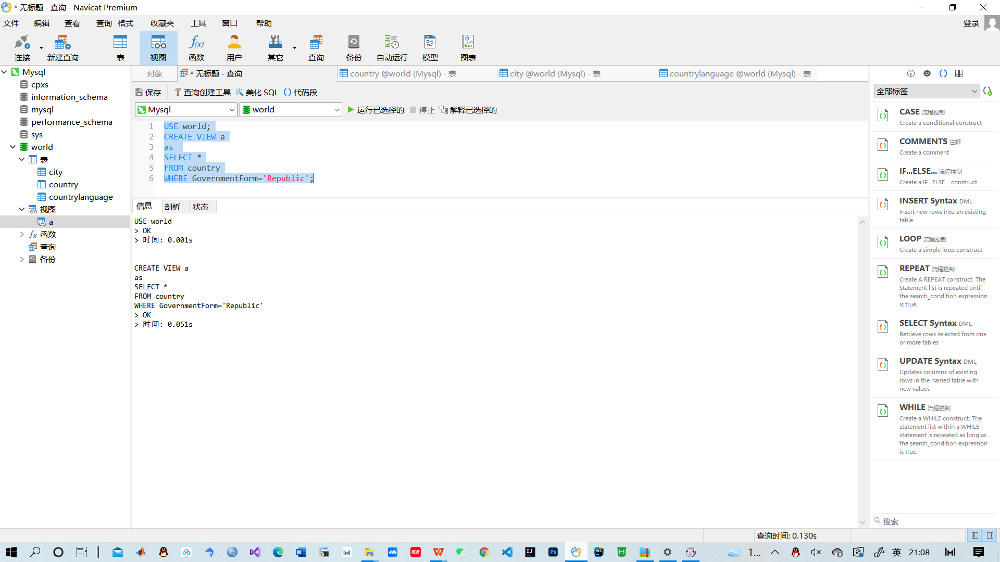 * 无标题 - 查询 - Navicat Premium
文件 编辑 查看 查询 格式 收藏夹 工具 窗口 帮助 登录
连接 新建查询 表 视图 函数 用户 其它 查询 备份 自动运行 模型 图表
Mysql
cpxs
information_schema
mysql
performance_schema
sys
world
表
city
country
countrylanguage
视图
a
函数
查询
备份
对象 * 无标题 - 查询 country @world (Mysql) - 表 city @world (Mysql) - 表 countrylanguage @world (Mysql) - 表
保存 查询创建工具 美化 SQL 代码段
Mysql world 运行已选择的 停止 解释已选择的
1 USE world;
2 CREATE VIEW a
3 as
4 SELECT *
5 FROM country
6 WHERE GovernmentForm='Republic';
信息 剖析 状态
USE world
> OK
> 时间: 0.001s
CREATE VIEW a
as
SELECT *
FROM country
WHERE GovernmentForm='Republic'
> OK
> 时间: 0.051s
全部标签
CASE 流程控制
Create a conditional construct
COMMENTS 注释
Create a comment
IF...ELSE... 流程控制
Create a IF...ELSE... construct
INSERT Syntax DML
Insert new rows into an existing
table
LOOP 流程控制
Create a simple loop construct
REPEAT 流程控制
Create A REPEAT construct. The
Statement list is repeated until
the search_condition expression
is true.
SELECT Syntax DML
Retrieve rows selected from one
or more tables
UPDATE Syntax DML
Updates columns of existing
rows in the named table with
new values
WHILE 流程控制
Create a WHILE construct. The
statement list within a WHILE
statement is repeated as long as
the search_condition expression
is true.
搜索
查询时间: 0.130s
1... 英 21:08